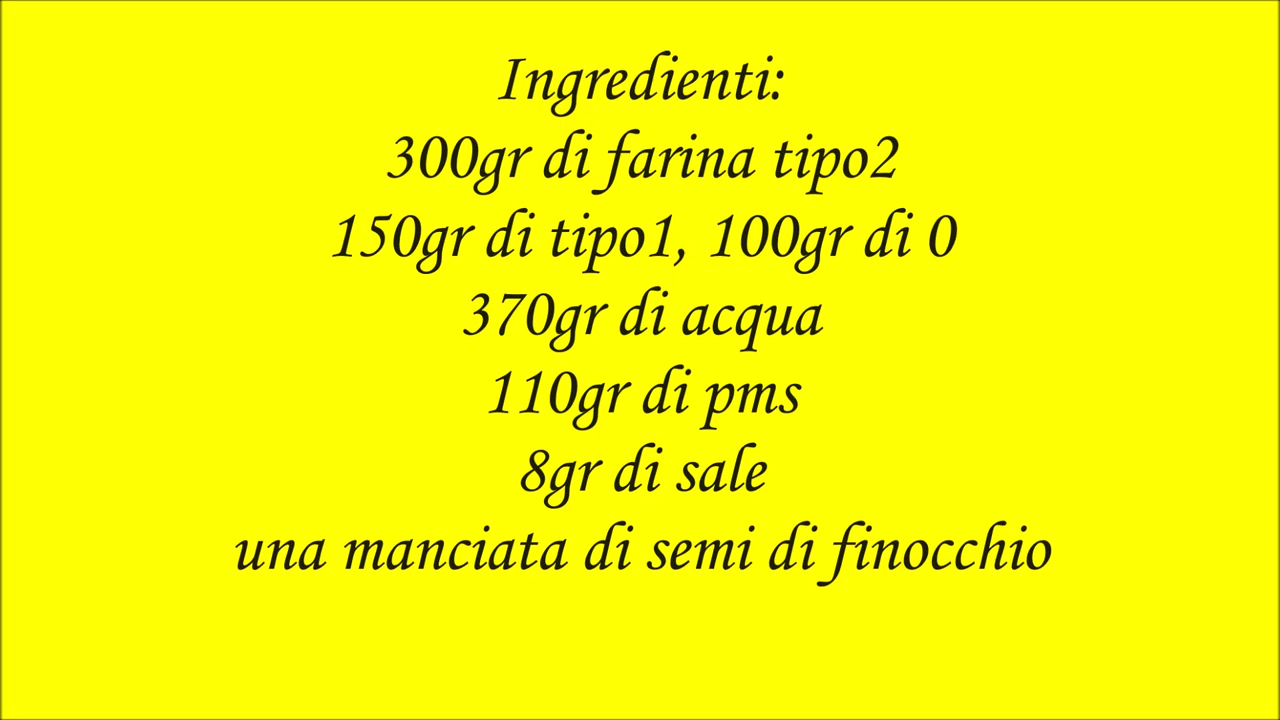 Ingredienti:
300gr di farina tipo2
150gr di tipo1, 100gr di 0
370gr di acqua
110gr di pms
8gr di sale
una manciata di semi di finocchio